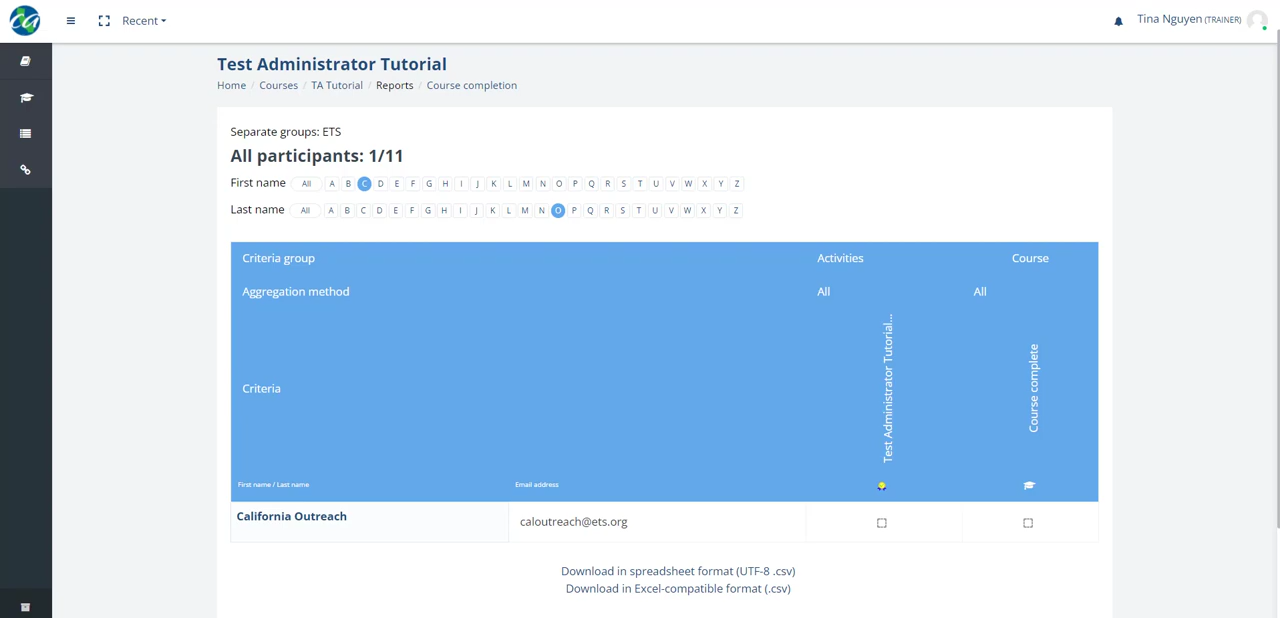 ca
Recent
Tina Nguyen (TRAINER)
Test Administrator Tutorial
Home / Courses / TA Tutorial / Reports / Course completion
Separate groups: ETS
All participants: 1/11
First name All A B C D E F G H I J K L M N O P Q R S T U V W X Y Z
Last name All A B C D E F G H I J K L M N O P Q R S T U V W X Y Z
Criteria group Activities Course
Aggregation method All All
Criteria Test Administrator Tutorial... Course complete
First name / Last name Email address
California Outreach caloutreach@ets.org
Download in spreadsheet format (UTF-8 .csv)
Download in Excel-compatible format (.csv)